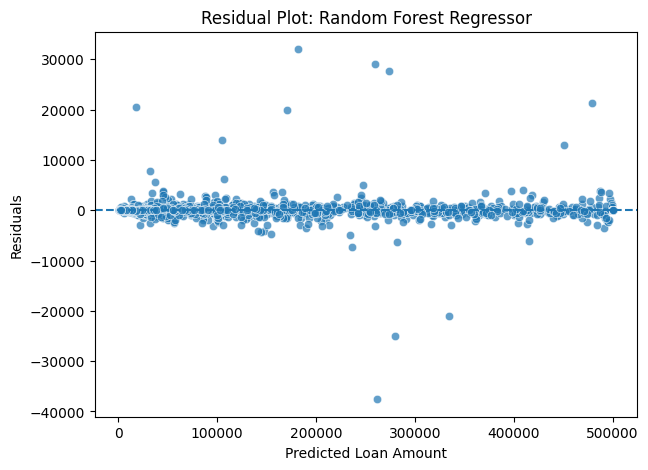 Residual Plot: Random Forest Regressor
30000
20000
10000
0
−10000
−20000
−30000
−40000
Residuals
0 100000 200000 300000 400000 500000
Predicted Loan Amount